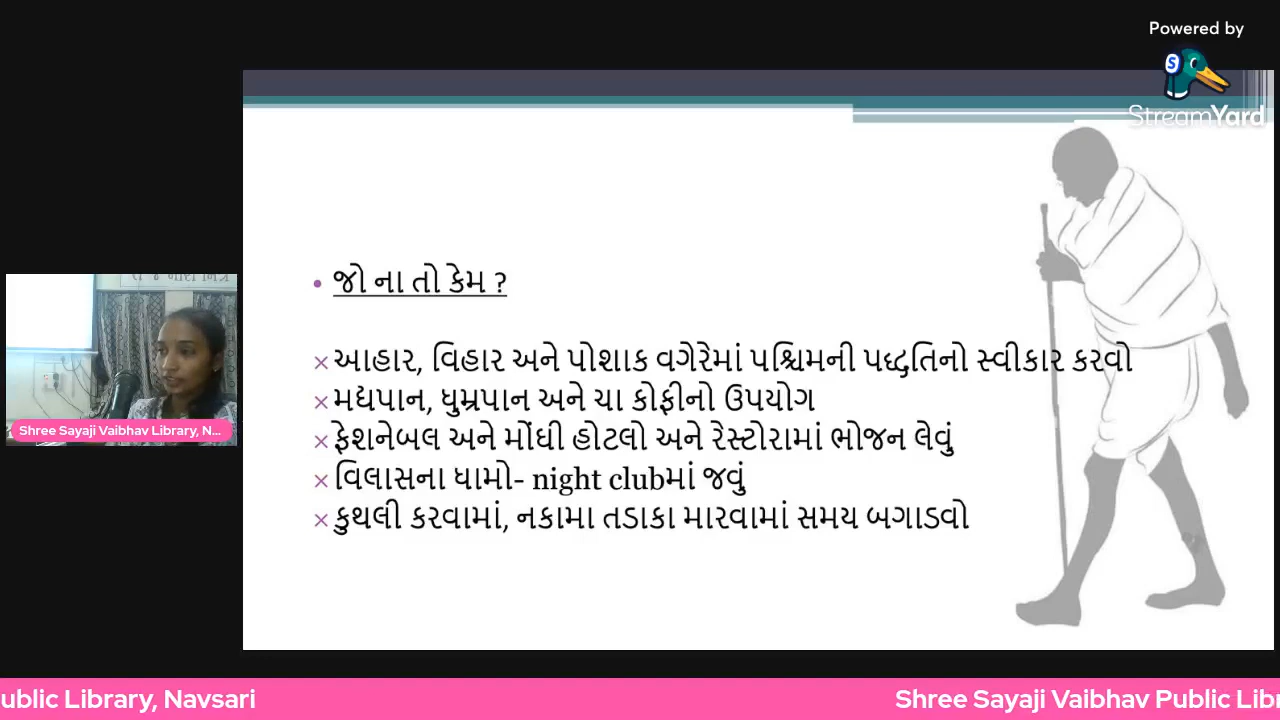 Powered by
StreamYard
જો ના તો કેમ ?
આહાર, વિહાર અને પોશાક વગેરેમાં પશ્ચિમની પધ્ધતિનો સ્વીકાર કરવો
મદ્યપાન, ધુમ્રપાન અને ચા કોફીનો ઉપયોગ
ફેશનેબલ અને મોંઘી હોટલો અને રેસ્ટોરામાં ભોજન લેવું
વિલાસના ધામો- night clubમાં જવું
કુથલી કરવામાં, નકામા તડાકા મારવામાં સમય બગાડવો
Shree Sayaji Vaibhav Library, N...
ublic Library, Navsari
Shree Sayaji Vaibhav Public Libr